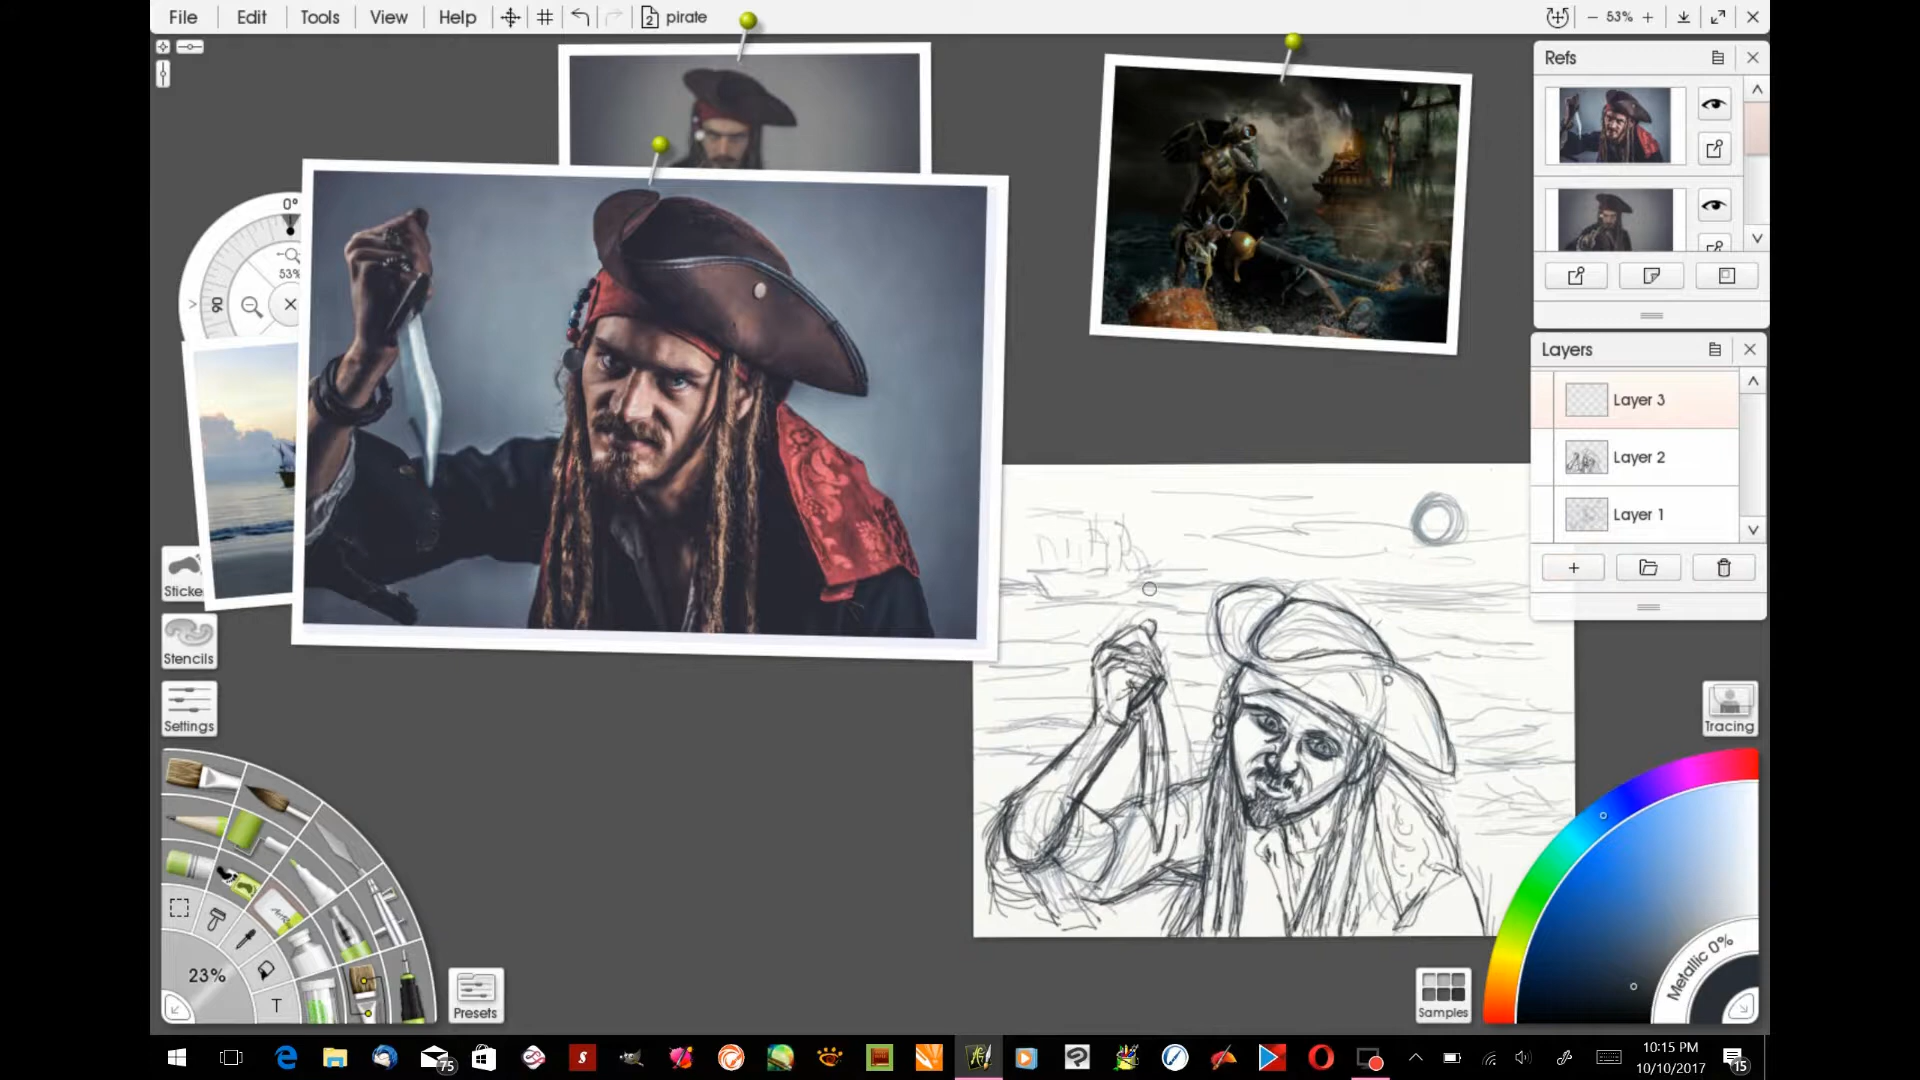 File Edit Tools View Help pirate 53%
Refs
0°
53%
90
Layers
Layer 3
Layer 2
Layer 1
Sticke
Stencils
Settings
Tracing
Metallic 0%
23%
T
Presets
Samples
75
10:15 PM
10/10/2017
15